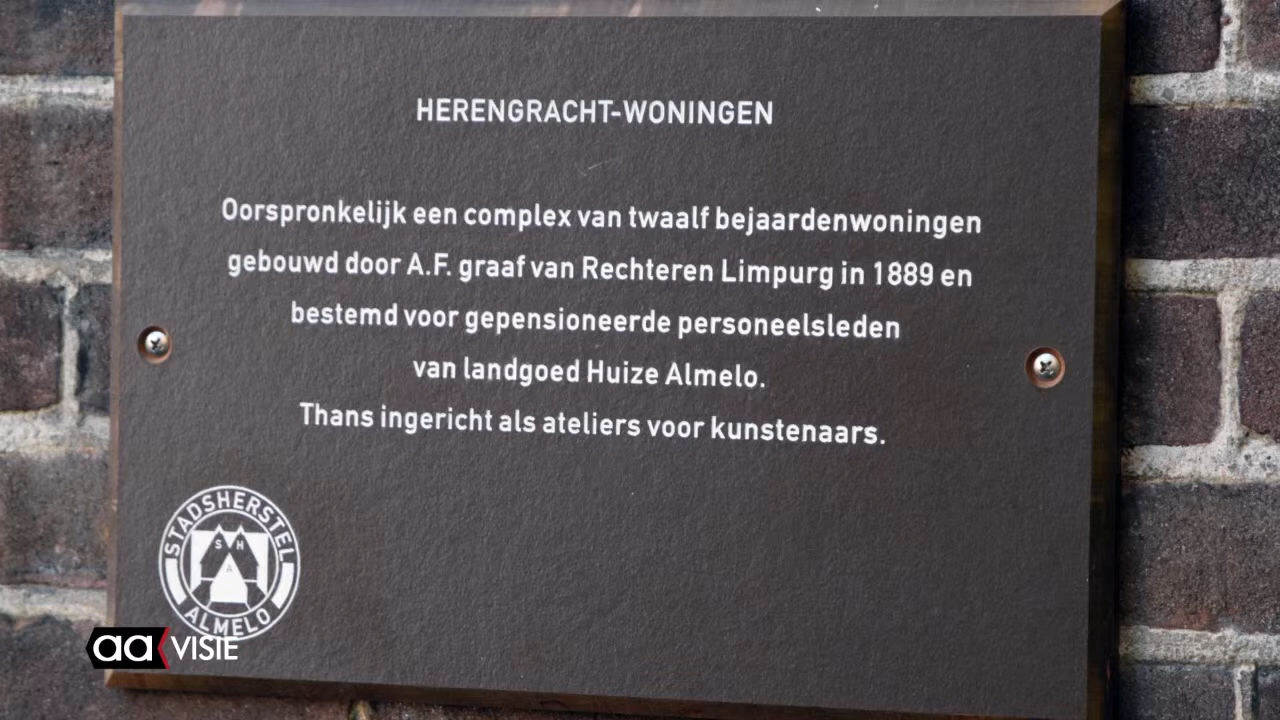 HERENGRACHT-WONINGEN
Oorspronkelijk een complex van twaalf bejaardenwoningen
gebouwd door A.F. graaf van Rechteren Limpurg in 1889 en
bestemd voor gepensioneerde personeelsleden
van landgoed Huize Almelo.
Thans ingericht als ateliers voor kunstenaars.
STADSHERSTEL
S H
A
ALMELO
aa VISIE